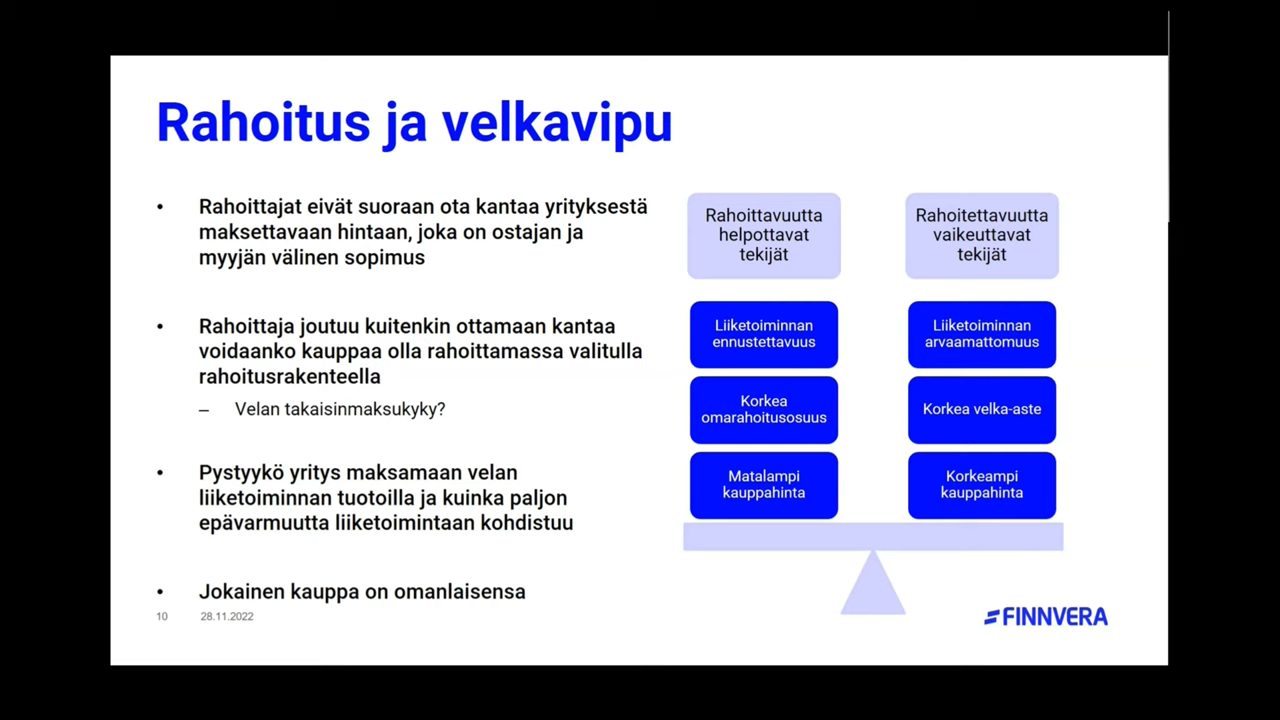 Rahoitus ja velkavipu
• Rahoittajat eivät suoraan ota kantaa yrityksestä
maksettavaan hintaan, joka on ostajan ja
myyjän välinen sopimus
• Rahoittaja joutuu kuitenkin ottamaan kantaa
voidaanko kauppaa olla rahoittamassa valitulla
rahoitusrakenteella
– Velan takaisinmaksukyky?
• Pystyykö yritys maksamaan velan
liiketoiminnan tuotoilla ja kuinka paljon
epävarmuutta liiketoimintaan kohdistuu
• Jokainen kauppa on omanlaisensa
Rahoittavuutta
helpottavat
tekijät
Liiketoiminnan
ennustettavuus
Korkea
omarahoitusosuus
Matalampi
kauppahinta
Rahoitettavuutta
vaikeuttavat
tekijät
Liiketoiminnan
arvaamattomuus
Korkea velka-aste
Korkeampi
kauppahinta
10 28.11.2022
FINNVERA